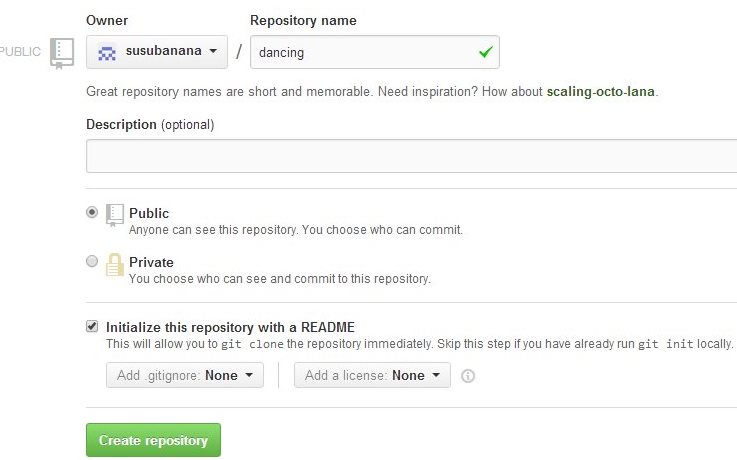 Owner Repository name
PUBLIC susubanana / dancing
Great repository names are short and memorable. Need inspiration? How about scaling-octo-lana.
Description (optional)
Public
Anyone can see this repository. You choose who can commit.
Private
You choose who can see and commit to this repository.
Initialize this repository with a README
This will allow you to git clone the repository immediately. Skip this step if you have already run git init locally.
Add .gitignore: None Add a license: None
Create repository